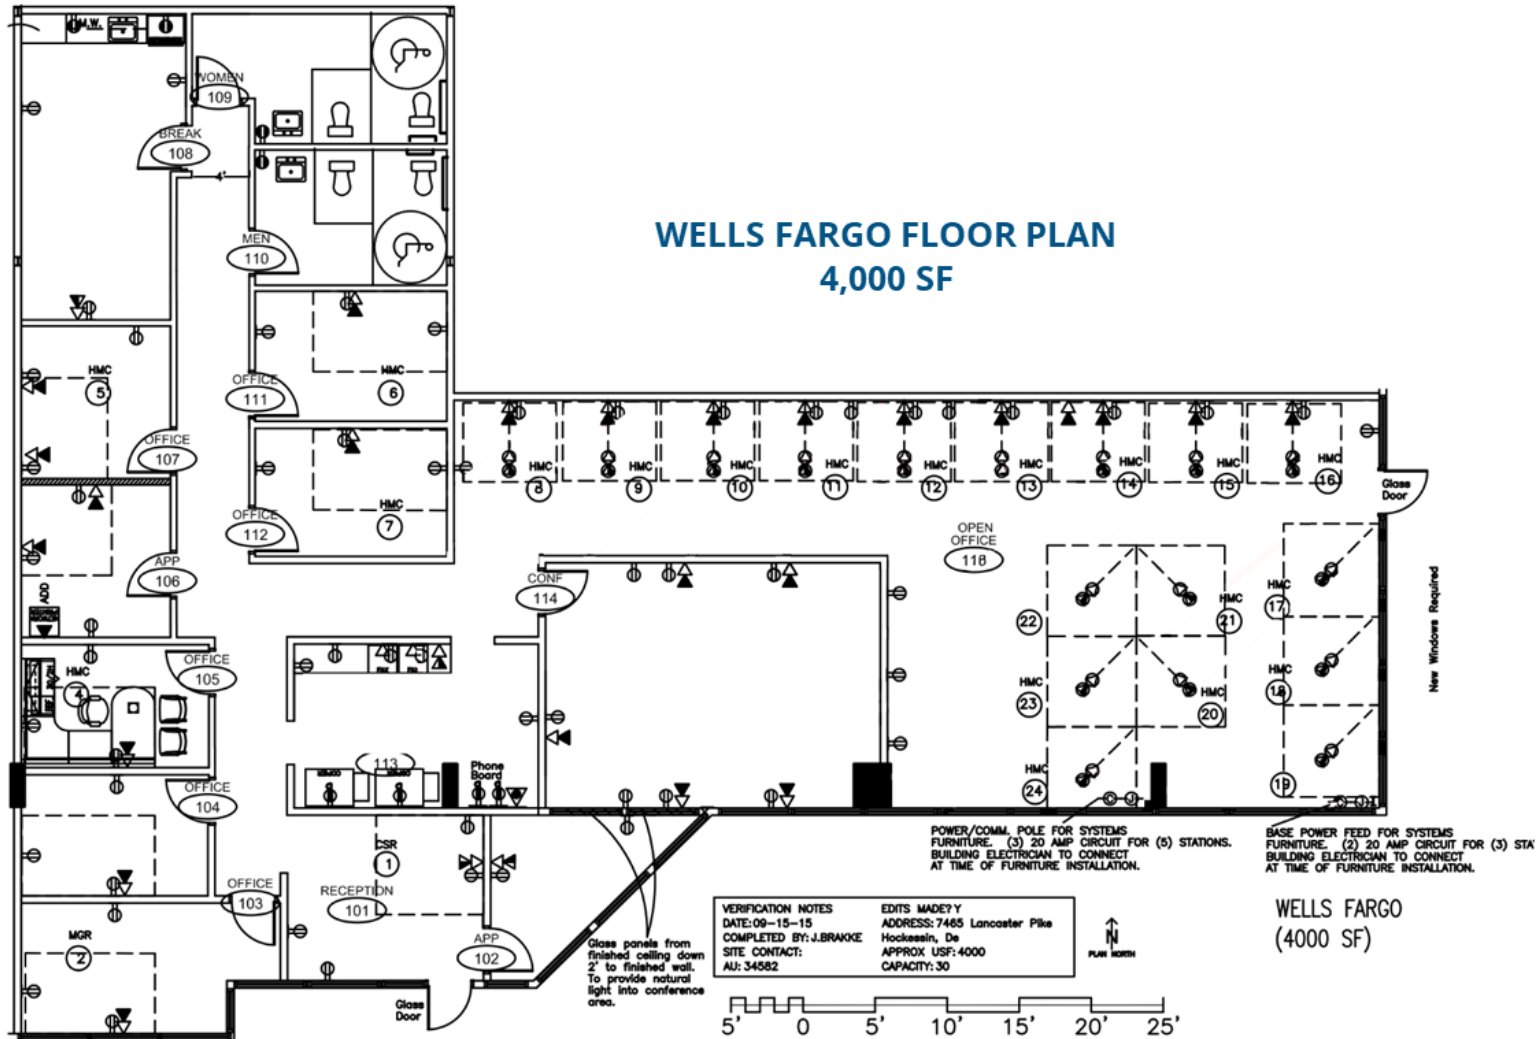 M.W.
WOMEN
109
BREAK
108
4'
MEN
110
WELLS FARGO FLOOR PLAN
4,000 SF
HMC
5
HMC
6
OFFICE
111
OFFICE
107
HMC
7
OFFICE
112
HMC
8
HMC
9
HMC
10
HMC
11
HMC
12
HMC
13
HMC
14
HMC
15
HMC
16
Glass
Door
OPEN
OFFICE
118
APP
106
ADD
CONF
114
HMC
17
HMC
21
22
New Windows Required
OFFICE
105
HMC
4
HMC
18
HMC
23
HMC
20
113
Phone
Board
HMC
24
19
OFFICE
104
POWER/COMM. POLE FOR SYSTEMS
FURNITURE. (3) 20 AMP CIRCUIT FOR (5) STATIONS.
BUILDING ELECTRICIAN TO CONNECT
AT TIME OF FURNITURE INSTALLATION.
BASE POWER FEED FOR SYSTEMS
FURNITURE. (2) 20 AMP CIRCUIT FOR (3) STAT
BUILDING ELECTRICIAN TO CONNECT
AT TIME OF FURNITURE INSTALLATION.
CSR
1
OFFICE
103
RECEPTION
101
MGR
2
APP
102
Glass panels from
finished ceiling down
2' to finished wall.
To provide natural
light into conference
area.
Glass
Door
VERIFICATION NOTES EDITS MADE? Y
DATE: 09-15-15 ADDRESS: 7465 Lancaster Pike
COMPLETED BY: J.BRAKKE Hockessin, De
SITE CONTACT: APPROX USF: 4000
AU: 34582 CAPACITY: 30
N
PLAN NORTH
WELLS FARGO
(4000 SF)
5' 0 5' 10' 15' 20' 25'